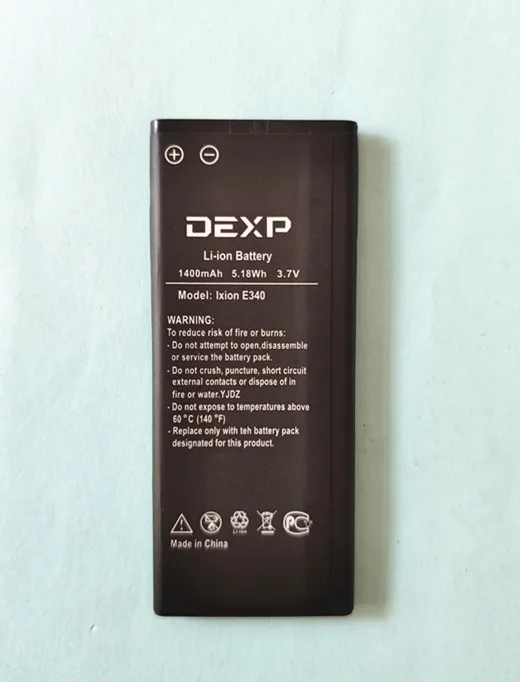 DEXP
Li-ion Battery
1400mAh 5.18Wh 3.7V
Model: Ixion E340
WARNING:
To reduce risk of fire or burns:
- Do not attempt to open,disassemble
or service the battery pack.
- Do not crush, puncture, short circuit
external contacts or dispose of in
fire or water.YJDZ
- Do not expose to temperatures above
60 °C (140 °F)
- Replace only with teh battery pack
designated for this product.
Li-ion
Made in China